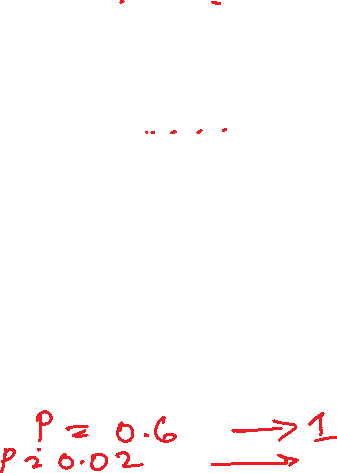 .....
P = 0.6 → 1
P = 0.02 →